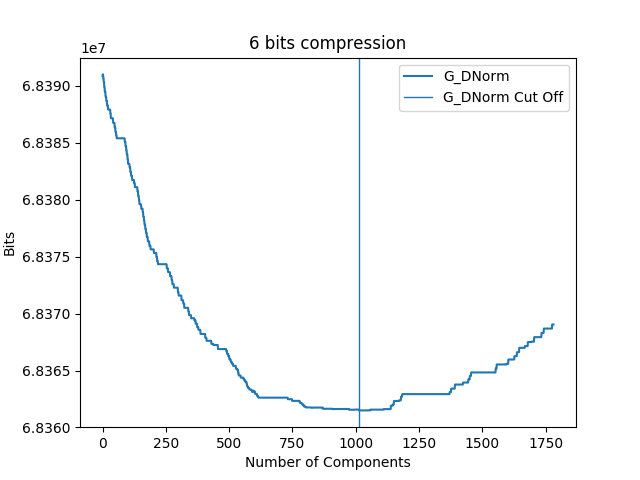 6 bits compression
1e7
6.8390
6.8385
6.8380
6.8375
6.8370
6.8365
6.8360
Bits
G_DNorm
G_DNorm Cut Off
0 250 500 750 1000 1250 1500 1750
Number of Components